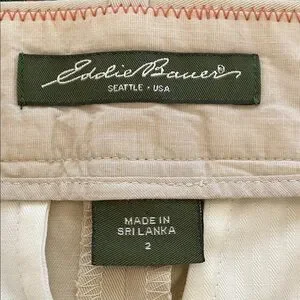 Eddie Bauer®
SEATTLE • USA
MADE IN
SRI LANKA
2